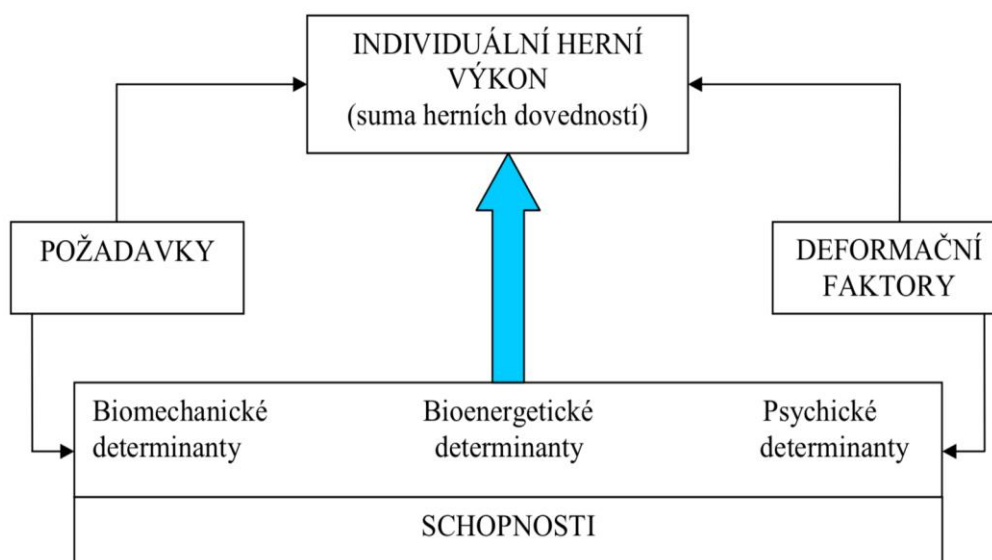 INDIVIDUÁLNÍ HERNÍ
VÝKON
(suma herních dovedností)
POŽADAVKY
DEFORMAČNÍ
FAKTORY
Biomechanické
determinanty
Bioenergetické
determinanty
Psychické
determinanty
SCHOPNOSTI